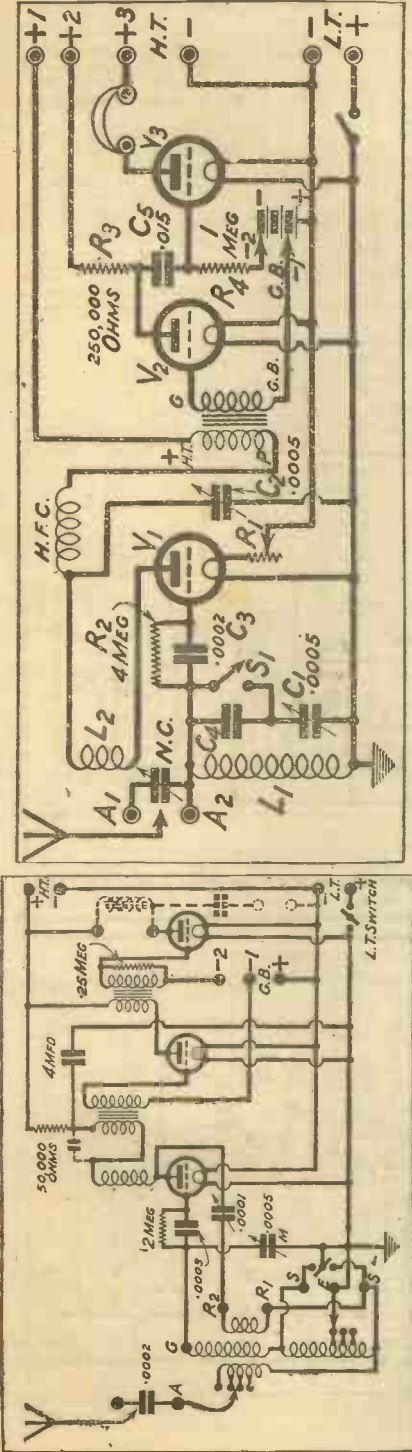 +1
+2
+3
H.T.
-
-
L.T.
+
V3
R3
C5
.015
1
MEG
-2
-
+
G.B.
-1
250,000
OHMS
R4
V2
G
G.B.
+
H.T.
P
C2
.0005
H.F.C.
V1
R1
R2
4 MEG
.0002
C3
S1
L2
N.C.
A1
A2
C4
C1
.0005
L1
+
H.T.
-
-
L.T.
+
L.T. SWITCH
.25 MEG
-2
-1
G.B.
+
4 MFD
50,000
OHMS
2 MEG
.0003
.0001
.0005
M
R2
R1
G
S
S
.0002
A